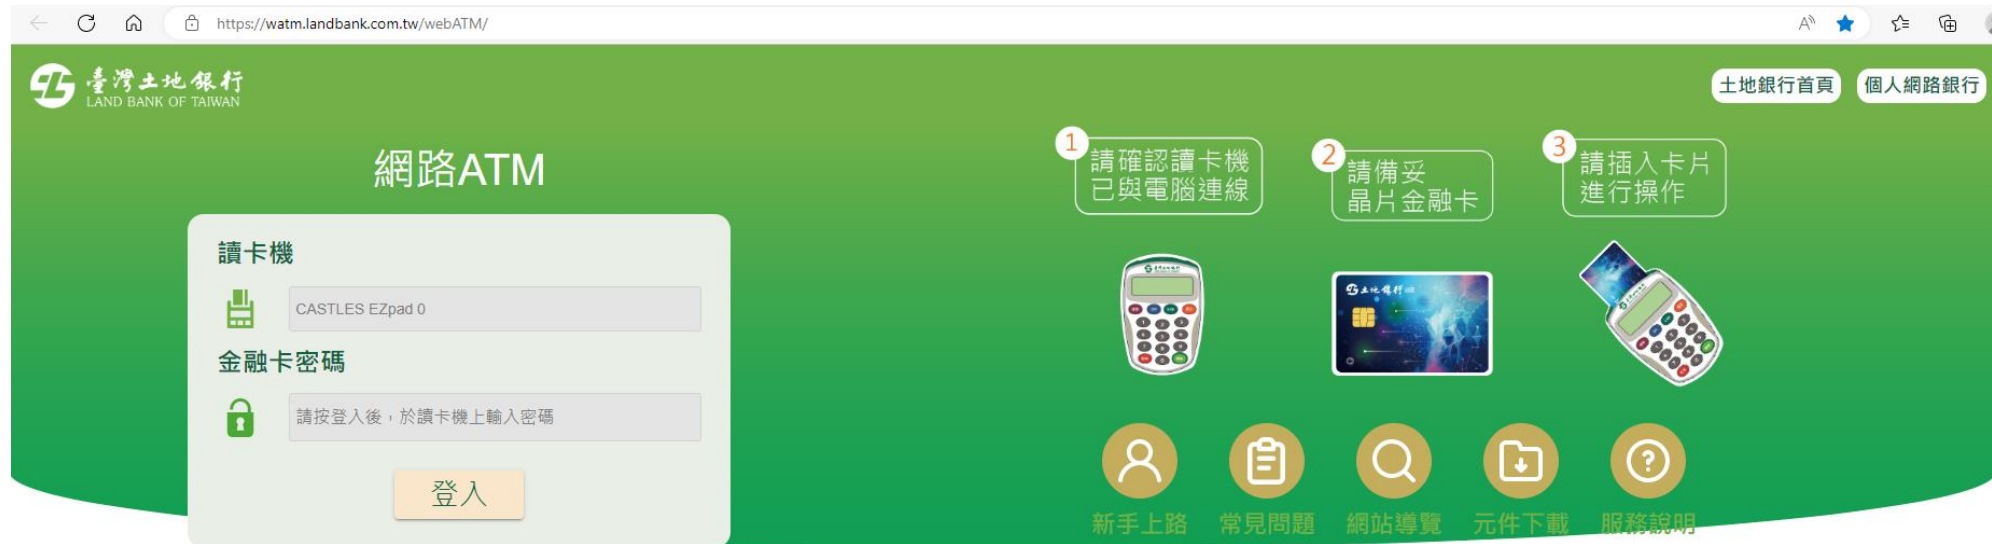 https://watm.landbank.com.tw/webATM/
臺灣土地銀行
LAND BANK OF TAIWAN
土地銀行首頁
個人網路銀行
網路ATM
讀卡機
CASTLES EZpad 0
金融卡密碼
請按登入後，於讀卡機上輸入密碼
登入
1
請確認讀卡機
已與電腦連線
2
請備妥
晶片金融卡
3
請插入卡片
進行操作
土地銀行
新手上路
常見問題
網站導覽
元件下載
服務說明